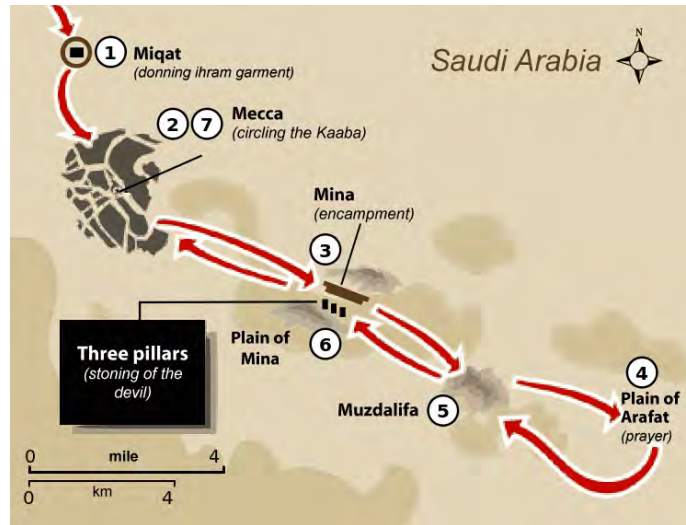 N
Saudi Arabia
1 Miqat
(donning ihram garment)
2 7 Mecca
(circling the Kaaba)
Mina
(encampment)
3
Three pillars
(stoning of the
devil)
Plain of
Mina
6
4
Plain of
Arafat
(prayer)
Muzdalifa 5
0 mile 4
km
0 4